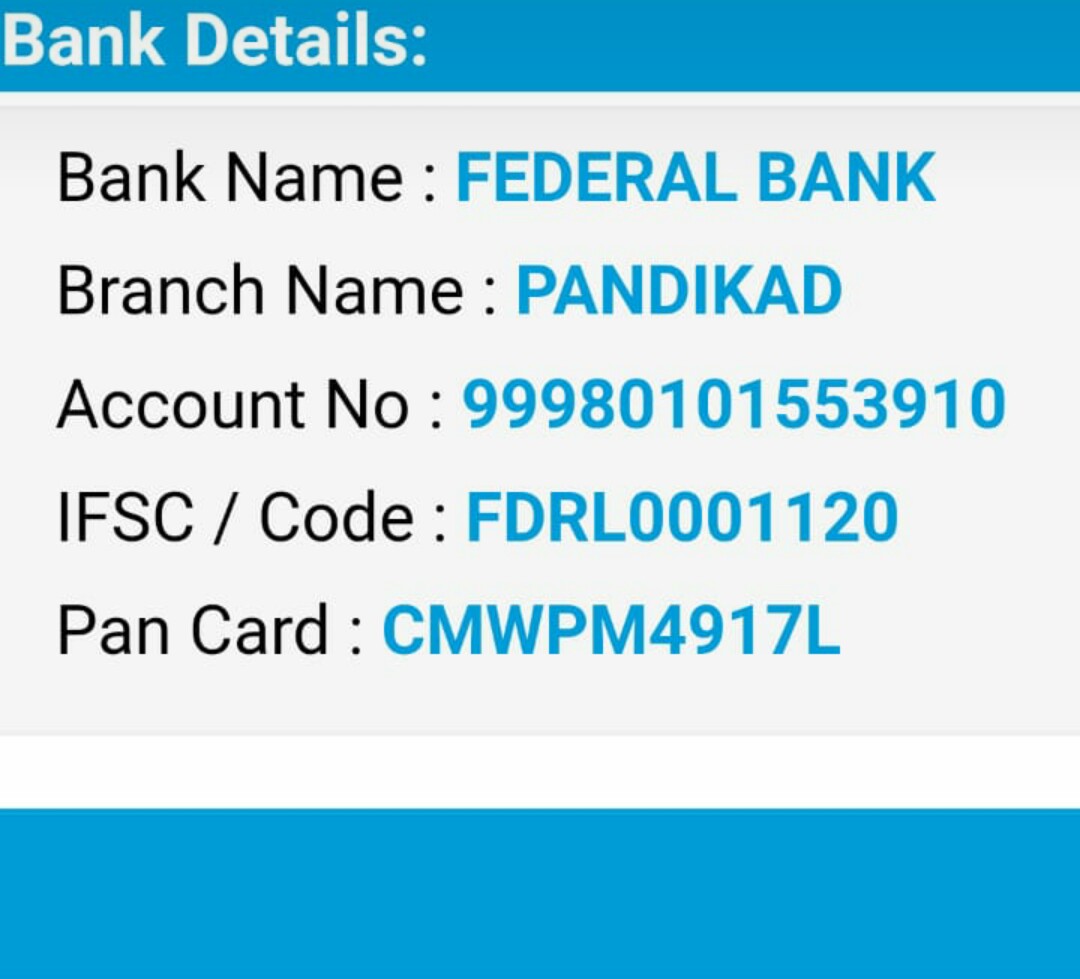 Bank Details:
Bank Name : FEDERAL BANK
Branch Name : PANDIKAD
Account No : 99980101553910
IFSC / Code : FDRL0001120
Pan Card : CMWPM4917L